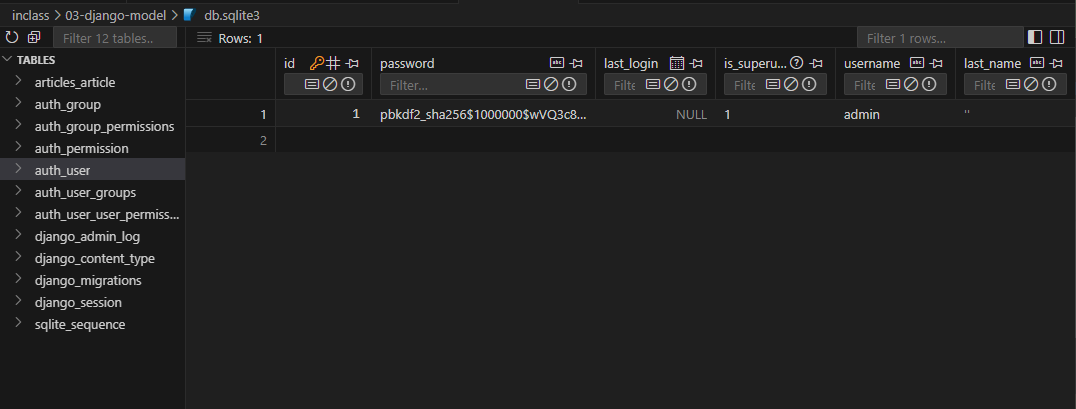 inclass > 03-django-model > db.sqlite3
Filter 12 tables..
Rows: 1
Filter 1 rows...
TABLES
articles_article
auth_group
auth_group_permissions
auth_permission
auth_user
auth_user_groups
auth_user_user_permiss...
django_admin_log
django_content_type
django_migrations
django_session
sqlite_sequence
id password last_login is_superu... username last_name
Filter... Filte Filte Filte Filte
1 1 pbkdf2_sha256$1000000$wVQ3c8... NULL 1 admin ''
2